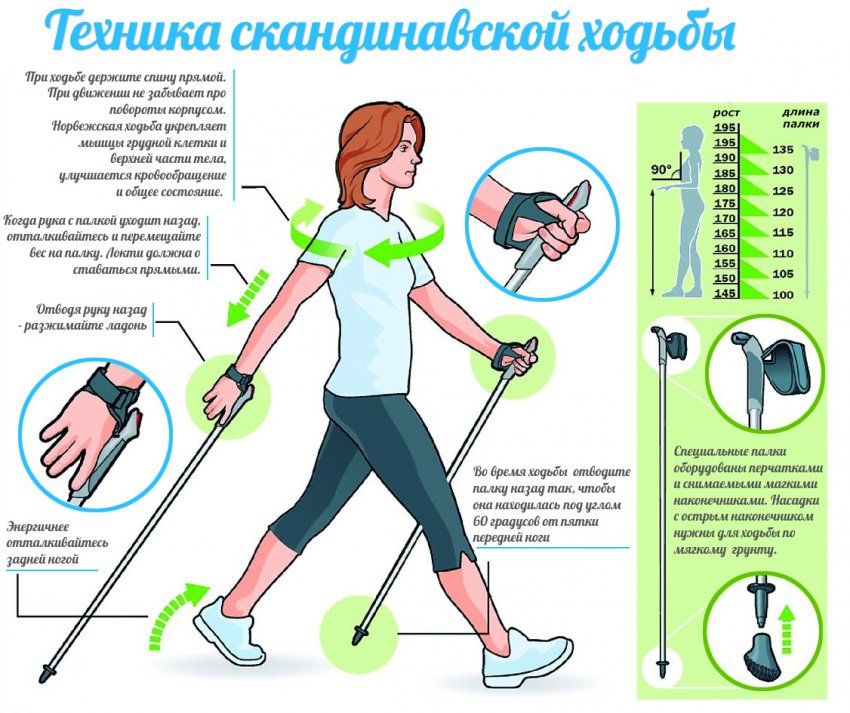 Техника скандинавской ходьбы
При ходьбе держите спину прямой.
При движении не забывает про
повороты корпусом.
Норвежская ходьба укрепляет
мышцы грудной клетки и
верхней части тела,
улучшается кровообращение
и общее состояние.
Когда рука с палкой уходит назад,
отталкивайтесь и перемещайте
вес на палку. Локти должна о
ставаться прямыми.
Отводя руку назад
- разжимайте ладонь
Энергичнее
отталкивайтесь
задней ногой
Во время ходьбы отводите
палку назад так, чтобы
она находилась под углом
60 градусов от пятки
передней ноги
рост
длина
палки
90°
195
195
190
185
180
175
170
165
160
155
150
145
135
130
125
120
115
110
105
100
Специальные палки
оборудованы перчатками
и снимаемыми магкими
наконечниками. Насадки
с острым наконечником
нужны для ходьбы по
мягкому грунту.